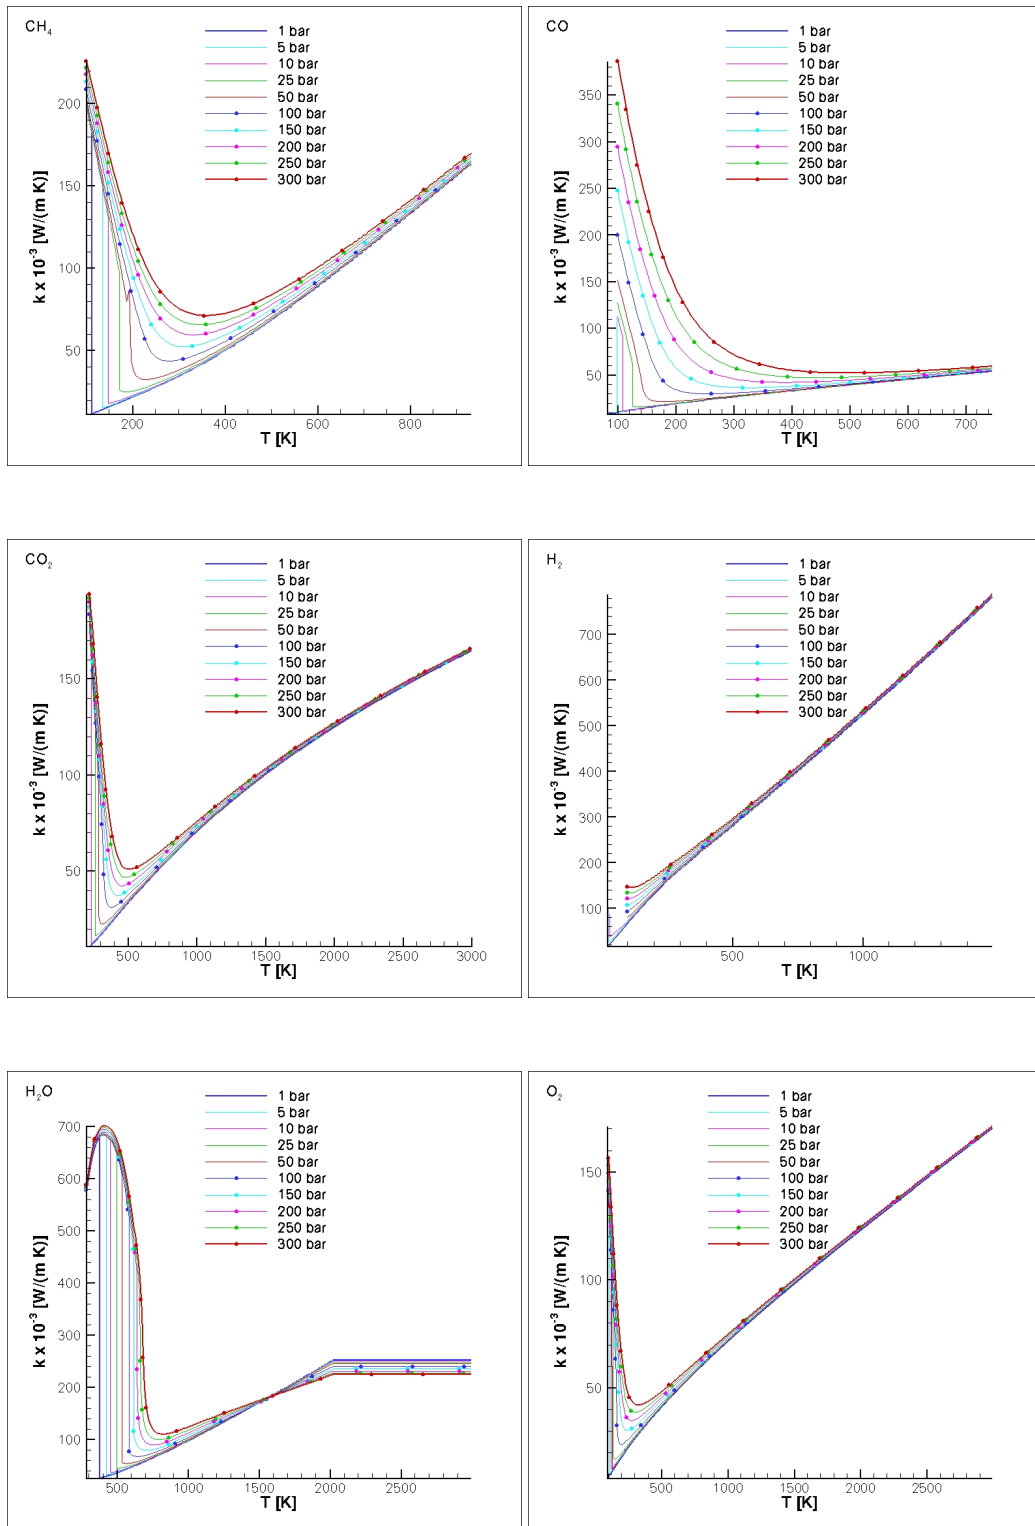 CH₄
1 bar
5 bar
10 bar
25 bar
50 bar
100 bar
150 bar
200 bar
250 bar
300 bar
200
150
100
50
k x 10⁻³ [W/(m K)]
200 400 600 800
T [K]
CO
1 bar
5 bar
10 bar
25 bar
50 bar
100 bar
150 bar
200 bar
250 bar
300 bar
350
300
250
200
150
100
50
k x 10⁻³ [W/(m K)]
100 200 300 400 500 600 700
T [K]
CO₂
1 bar
5 bar
10 bar
25 bar
50 bar
100 bar
150 bar
200 bar
250 bar
300 bar
150
100
50
k x 10⁻³ [W/(m K)]
500 1000 1500 2000 2500 3000
T [K]
H₂
1 bar
5 bar
10 bar
25 bar
50 bar
100 bar
150 bar
200 bar
250 bar
300 bar
700
600
500
400
300
200
100
k x 10⁻³ [W/(m K)]
500 1000
T [K]
H₂O
1 bar
5 bar
10 bar
25 bar
50 bar
100 bar
150 bar
200 bar
250 bar
300 bar
700
600
500
400
300
200
100
k x 10⁻³ [W/(m K)]
500 1000 1500 2000 2500
T [K]
O₂
1 bar
5 bar
10 bar
25 bar
50 bar
100 bar
150 bar
200 bar
250 bar
300 bar
150
100
50
k x 10⁻³ [W/(m K)]
500 1000 1500 2000 2500
T [K]